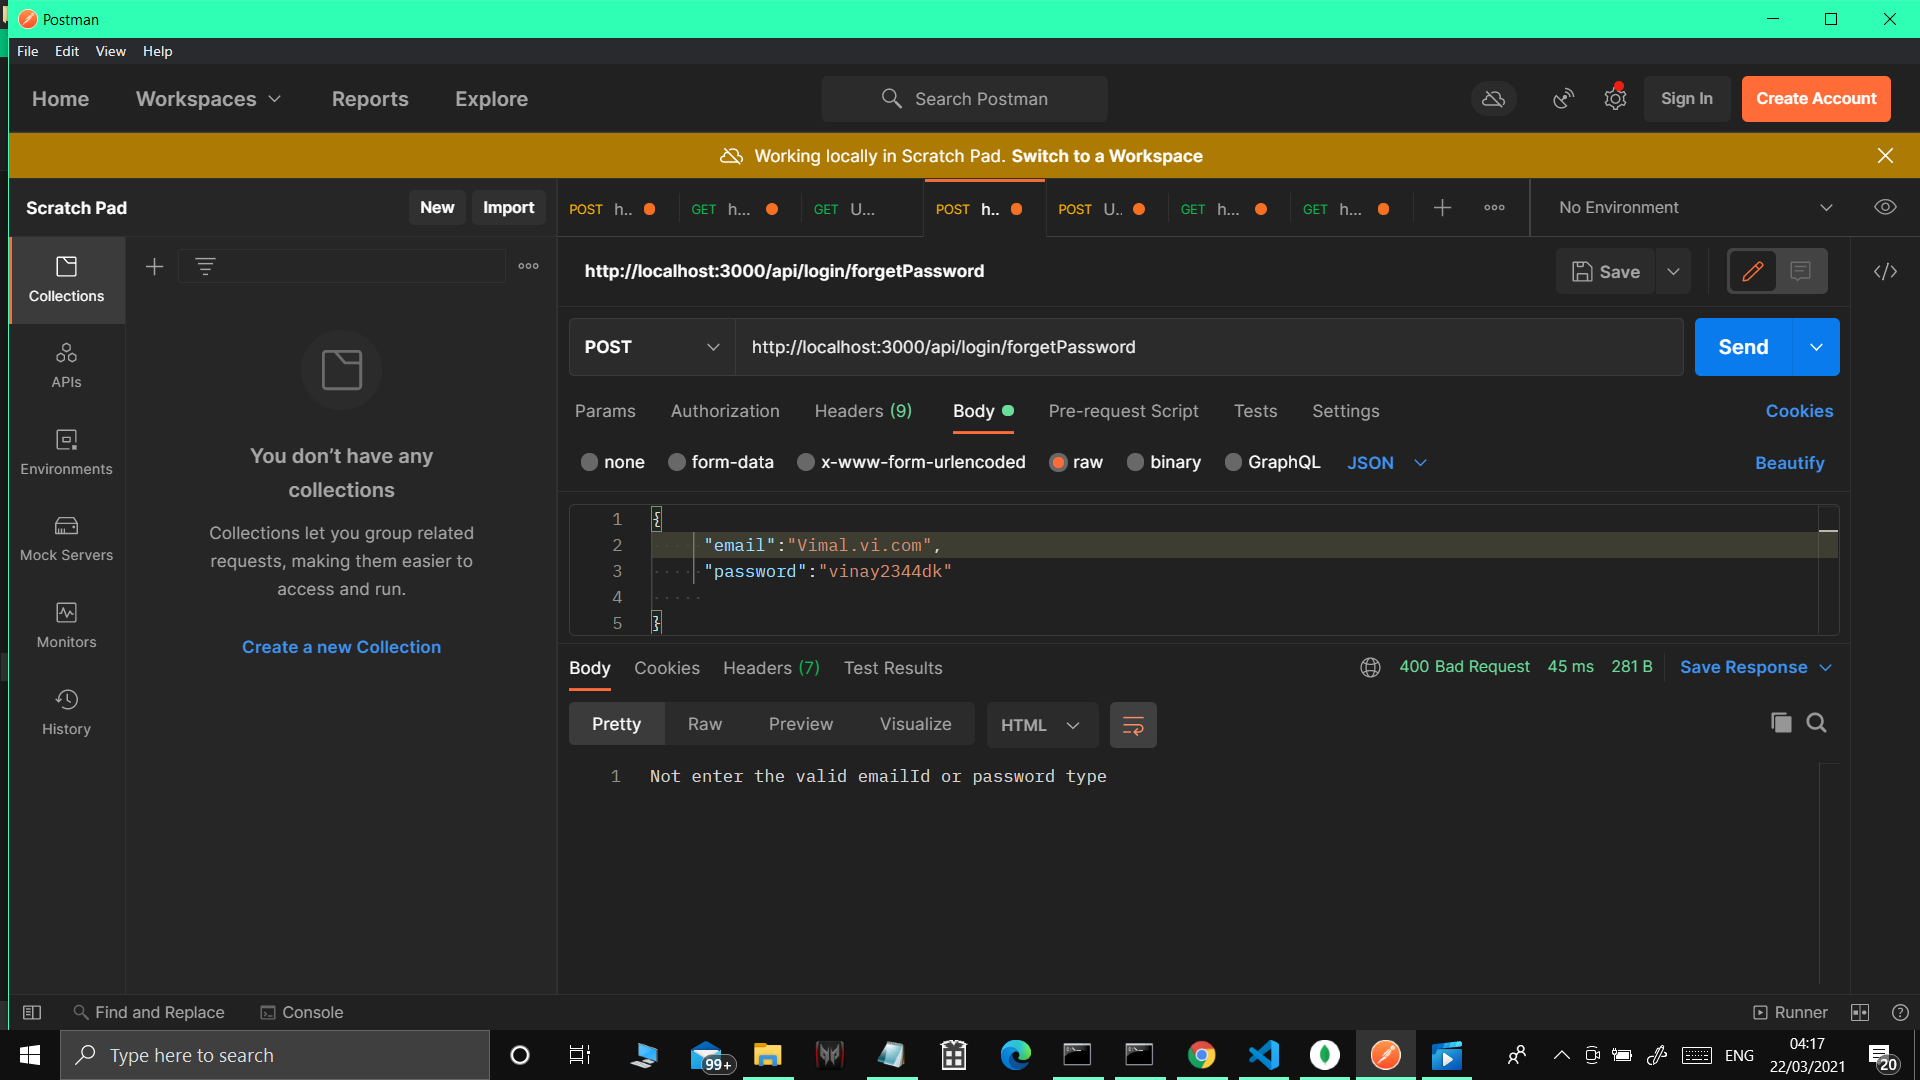 Postman
File Edit View Help
Home Workspaces Reports Explore Search Postman Sign In Create Account
Working locally in Scratch Pad. Switch to a Workspace
Scratch Pad New Import
POST h.. GET h... GET U... POST h.. POST U.. GET h... GET h... No Environment
Collections
APIs
Environments
Mock Servers
Monitors
History
You don’t have any
collections
Collections let you group related
requests, making them easier to
access and run.
Create a new Collection
http://localhost:3000/api/login/forgetPassword Save
POST http://localhost:3000/api/login/forgetPassword Send
Params Authorization Headers (9) Body Pre-request Script Tests Settings Cookies
none form-data x-www-form-urlencoded raw binary GraphQL JSON Beautify
1 {
2 "email":"Vimal.vi.com",
3 "password":"vinay2344dk"
4
5 }
Body Cookies Headers (7) Test Results 400 Bad Request 45 ms 281 B Save Response
Pretty Raw Preview Visualize HTML
1 Not enter the valid emailId or password type
Find and Replace Console Runner
Type here to search 99+ ENG 04:17
22/03/2021 20